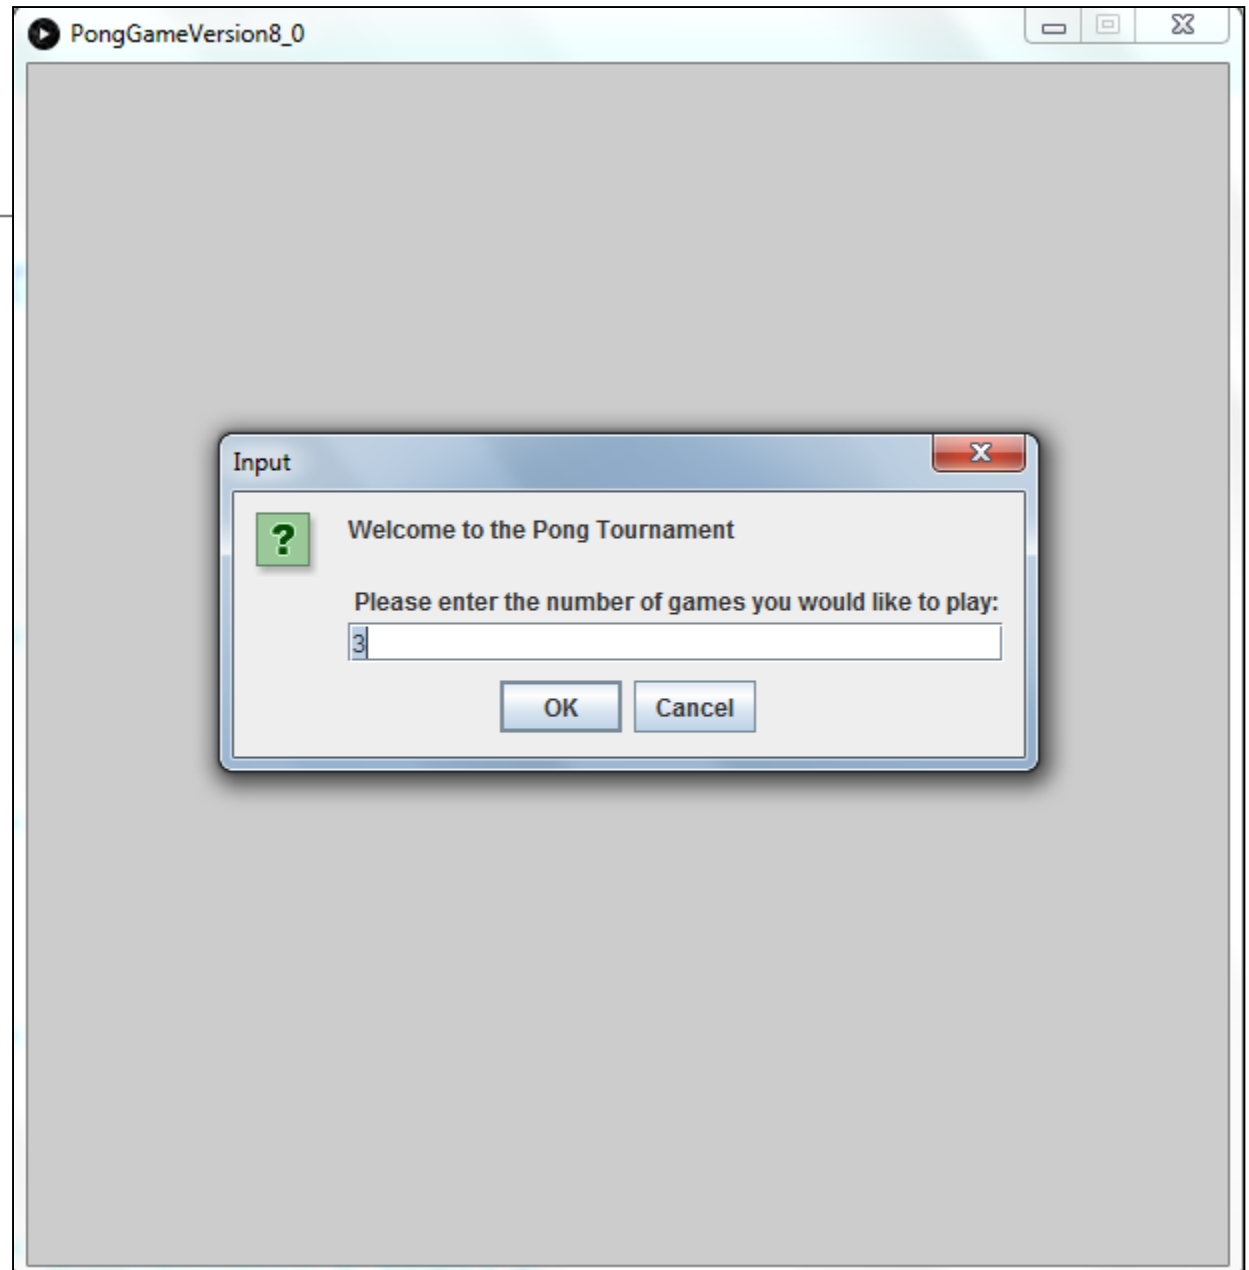 PongGameVersion8_0
Input
Welcome to the Pong Tournament
Please enter the number of games you would like to play:
3
OK
Cancel